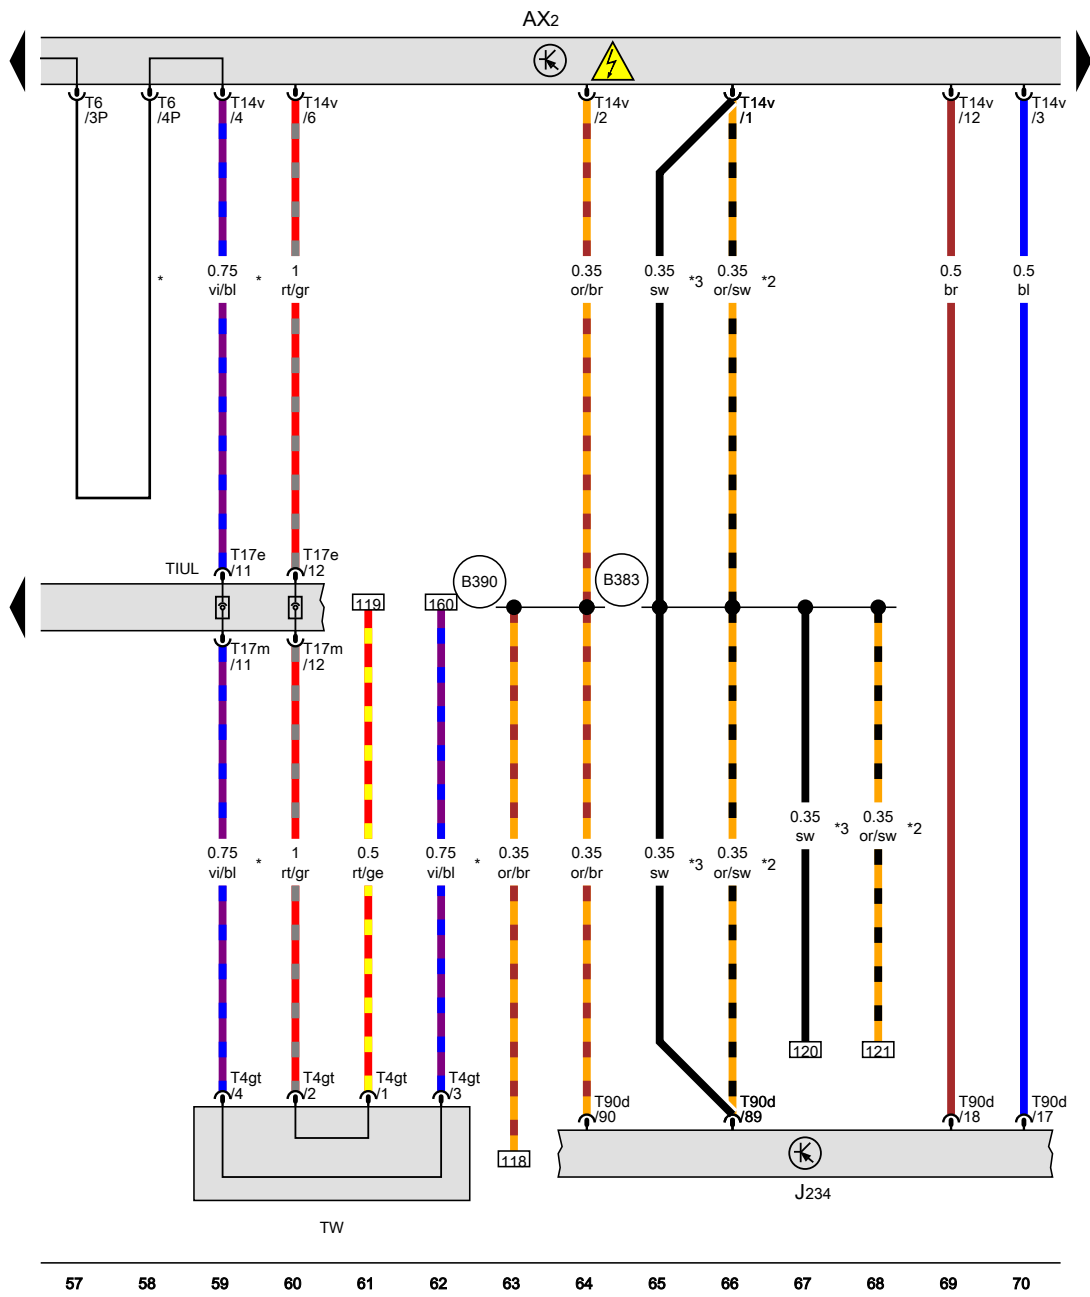 AX2
T6
/3P
T6
/4P
T14v
/4
T14v
/6
T14v
/2
T14v
/1
T14v
/12
T14v
/3
*
0.75
vi/bl
*
1
rt/gr
0.35
or/br
0.35
sw
*3
0.35
or/sw
*2
0.5
br
0.5
bl
TIUL
T17e
/11
T17e
/12
119
160
B390
B383
T17m
/11
T17m
/12
0.35
sw
*3
0.35
or/sw
*2
0.75
vi/bl
*
1
rt/gr
0.5
rt/ge
0.75
vi/bl
*
0.35
or/br
0.35
or/br
0.35
sw
*3
0.35
or/sw
*2
120
121
T4gt
/4
T4gt
/2
T4gt
/1
T4gt
/3
T90d
/90
T90d
/89
T90d
/18
T90d
/17
118
J234
TW
57 58 59 60 61 62 63 64 65 66 67 68 69 70